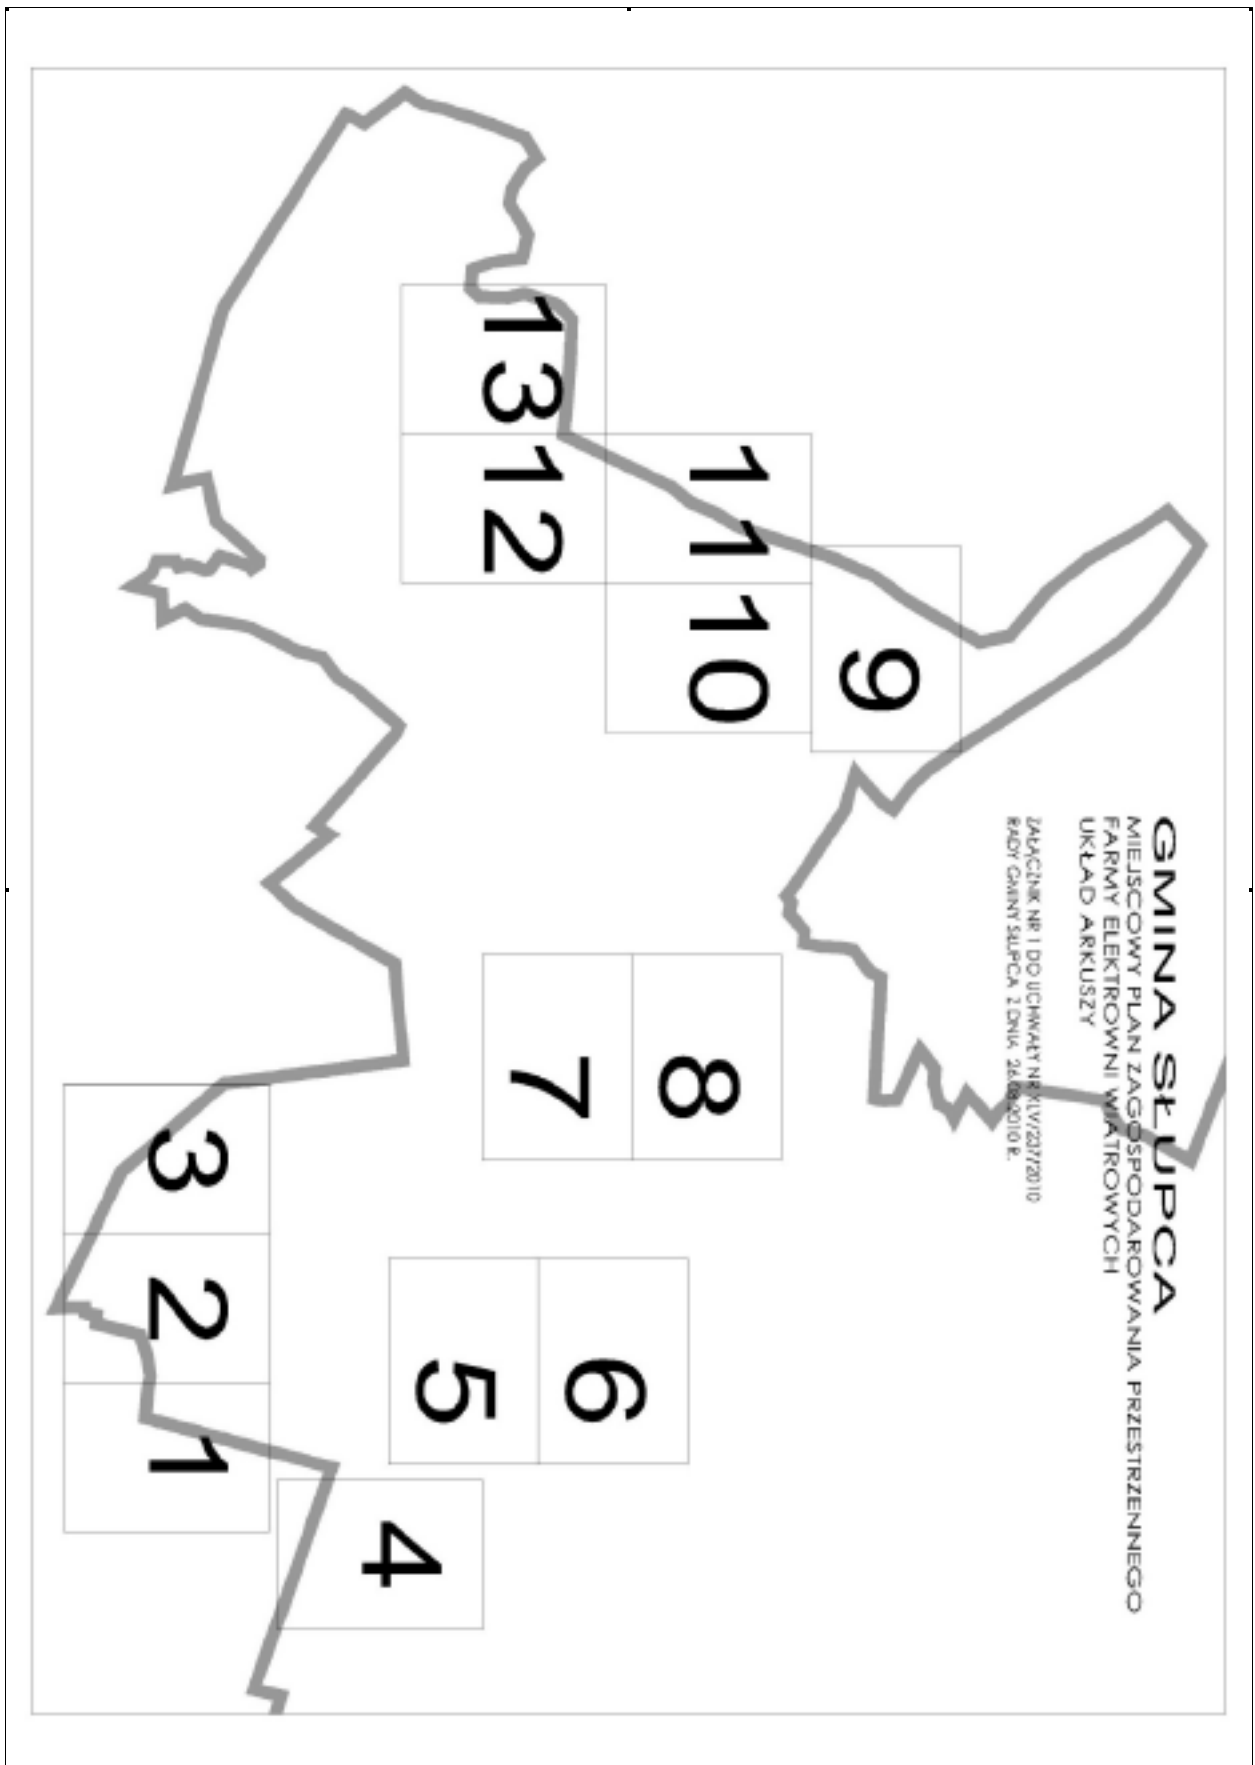 GMINA SŁUPCA
MIEJSCOWY PLAN ZAGOSPODAROWANIA PRZESTRZENNEGO
FARMY ELEKTROWNI WIATROWYCH
UKŁAD ARKUSZY
ZAŁĄCZNIK NR 1 DO UCHWAŁY NR XLV/237/2010
RADY GMINY SŁUPCA Z DNIA 26.08.2010 R.
9
11
10
8
13
12
6
7
5
4
3
2
1